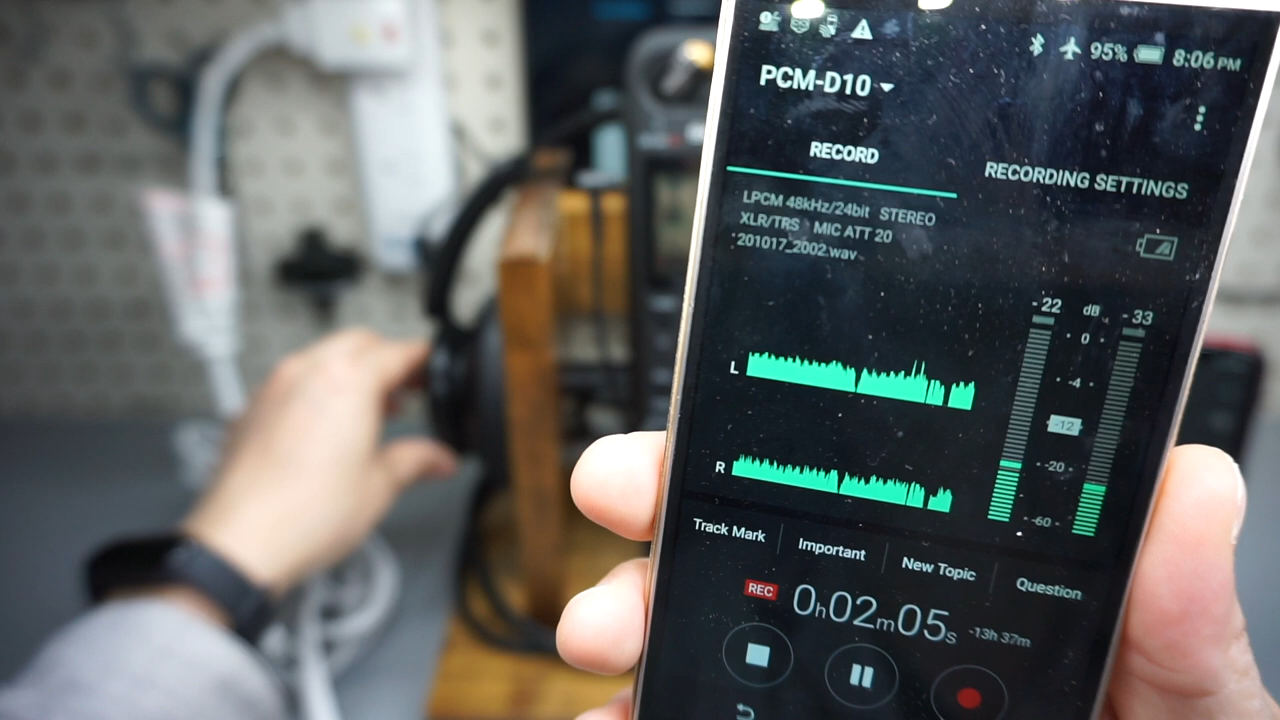 95% 8:06 PM
PCM-D10
RECORD
RECORDING SETTINGS
LPCM 48kHz/24bit STEREO
XLR/TRS MIC ATT 20
201017_2002.wav
-22 dB -33
0
-4
-12
-20
-60
L
R
Track Mark Important New Topic Question
REC 0h02m05s -13h 37m